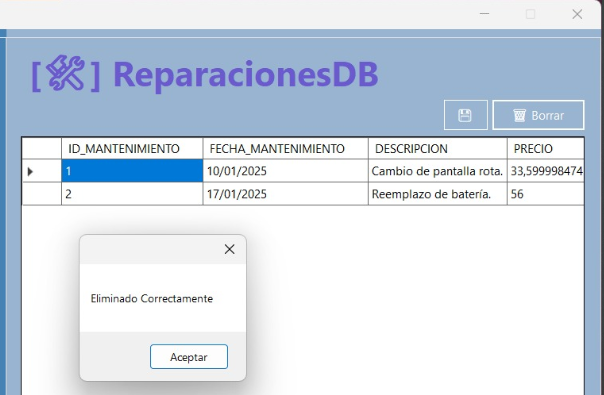 [🛠] ReparacionesDB
Borrar
ID_MANTENIMIENTO FECHA_MANTENIMIENTO DESCRIPCION PRECIO
1 10/01/2025 Cambio de pantalla rota. 33,599998474
2 17/01/2025 Reemplazo de batería. 56
Eliminado Correctamente
Aceptar